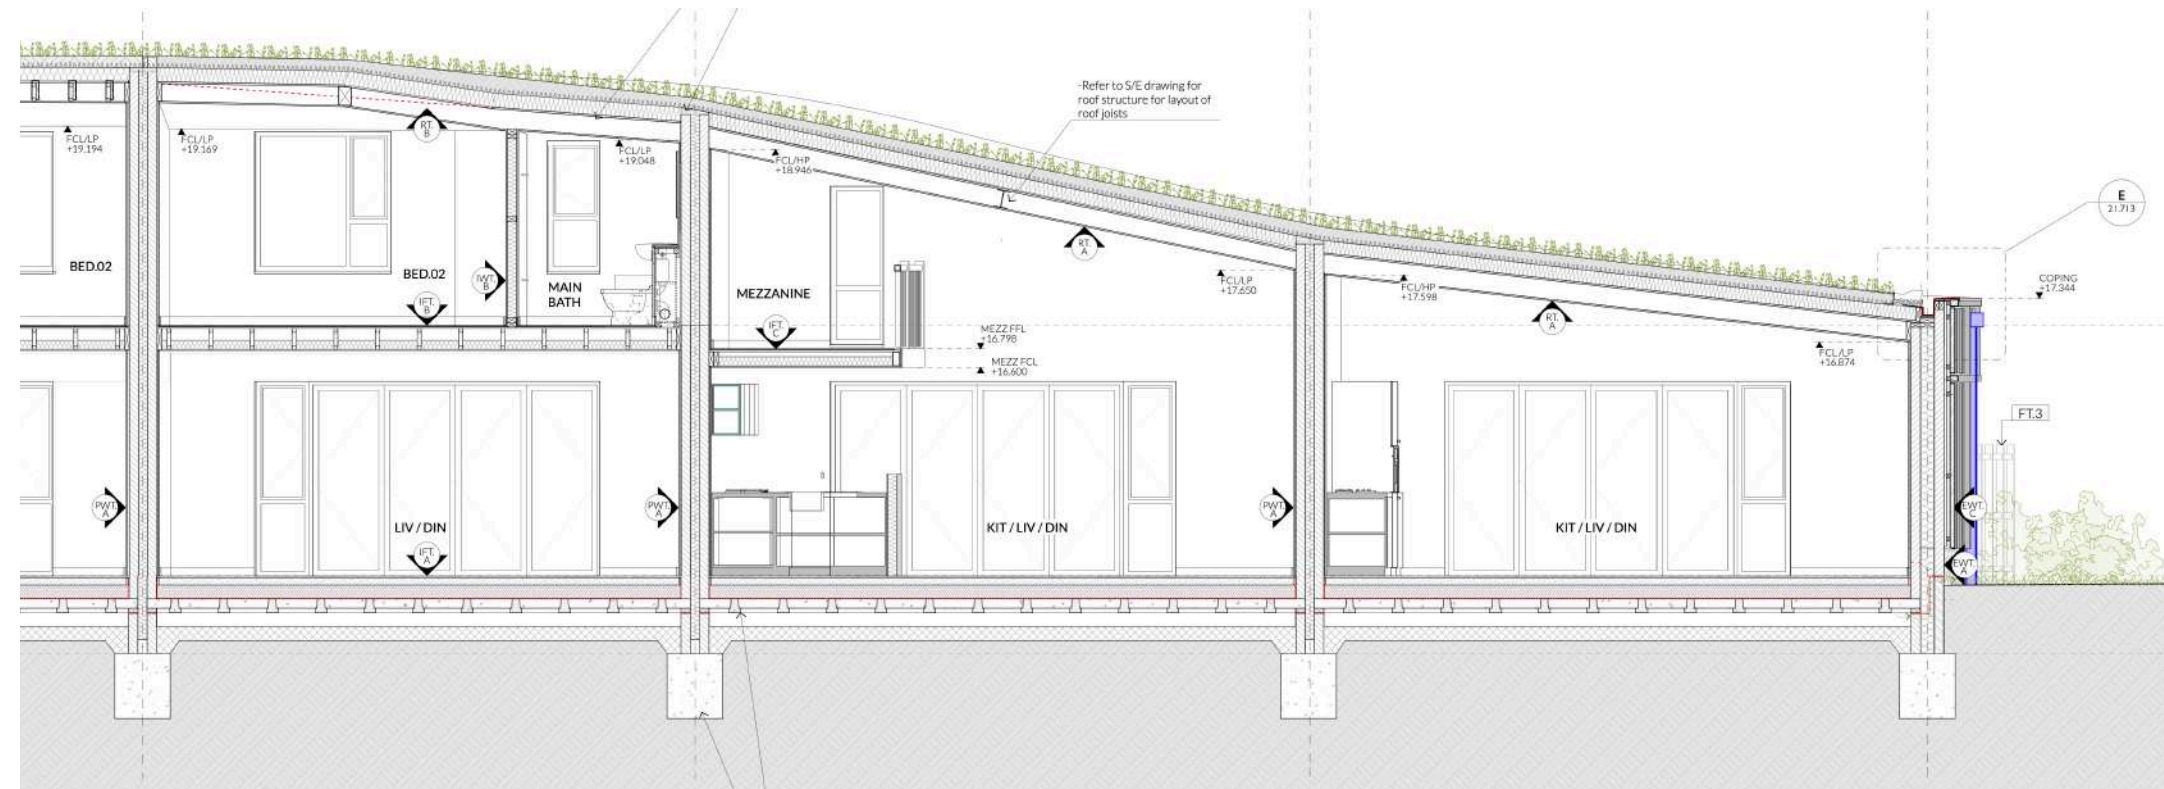 -Refer to S/E drawing for
roof structure for layout of
roof joists
RT.
B
FCL/LP
+19.194
FCL/LP
+19.169
FCL/LP
+19.048
FCL/HP
+18.946
E
21.713
RT.
A
BED.02
BED.02
IWT.
B
MAIN
BATH
MEZZANINE
FCL/LP
+17.650
FCL/HP
+17.598
COPING
+17.344
IFT.
B
IFT.
C
RT.
A
MEZZ FFL
+16.798
MEZZ FCL
+16.600
FCL/LP
+16.874
FT.3
PWT.
A
PWT.
A
PWT.
A
EWT.
C
LIV / DIN
KIT / LIV / DIN
KIT / LIV / DIN
IFT.
A
EWT.
A